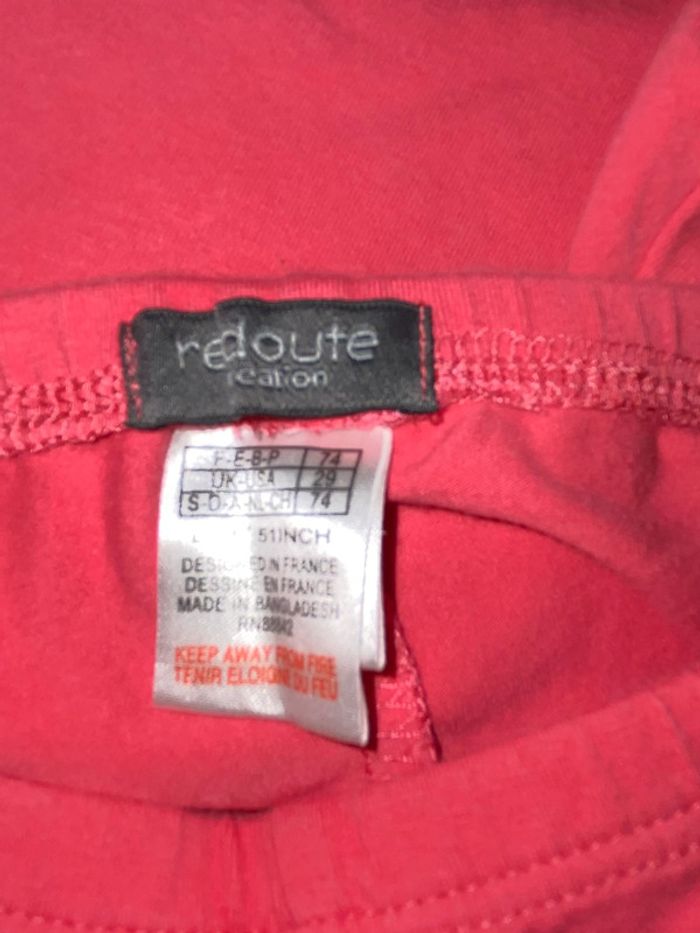 redoute
reation
F-E-B-P 74
UK-USA 29
S-D-A-NL-CH 74
51INCH
DESIGNED IN FRANCE
DESSINE EN FRANCE
MADE IN BANGLADESH
KEEP AWAY FROM FIRE
TENIR ELOIGNE DU FEU